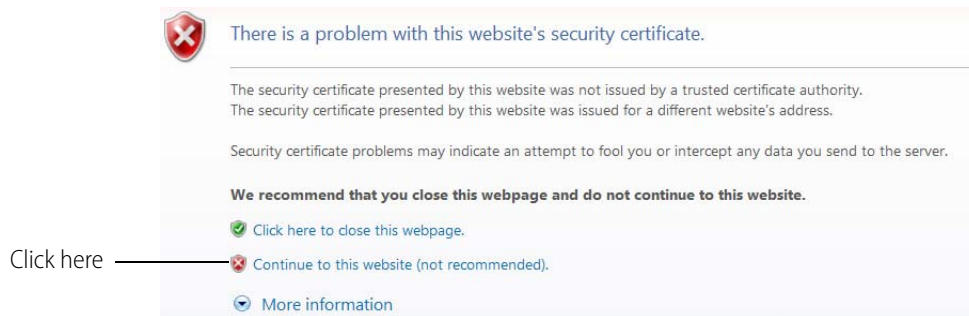 There is a problem with this website's security certificate.
The security certificate presented by this website was not issued by a trusted certificate authority.
The security certificate presented by this website was issued for a different website's address.
Security certificate problems may indicate an attempt to fool you or intercept any data you send to the server.
We recommend that you close this webpage and do not continue to this website.
Click here to close this webpage.
Click here
Continue to this website (not recommended).
More information